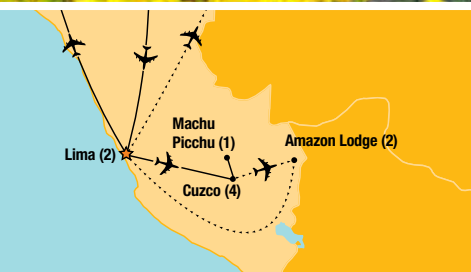 Machu
Picchu (1)
Amazon Lodge (2)
Lima (2)
Cuzco (4)